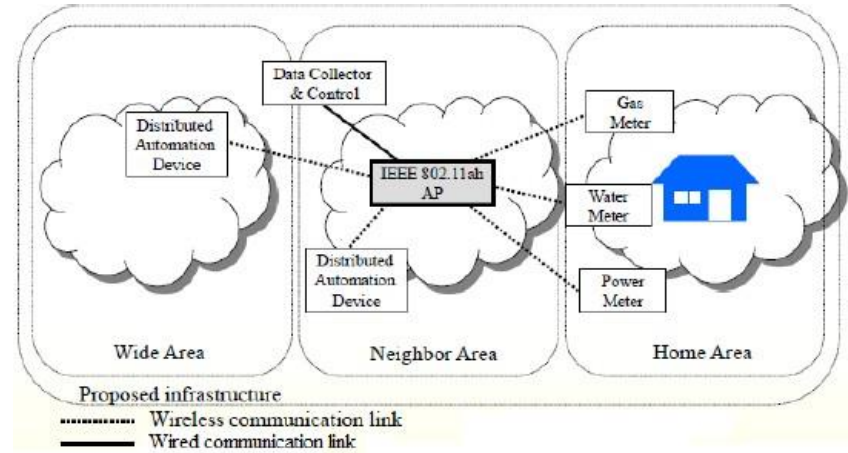 Data Collector
& Control
Distributed
Automation
Device
Gas
Meter
IEEE 802.11ah
AP
Water
Meter
Distributed
Automation
Device
Power
Meter
Wide Area
Neighbor Area
Home Area
Proposed infrastructure
Wireless communication link
Wired communication link